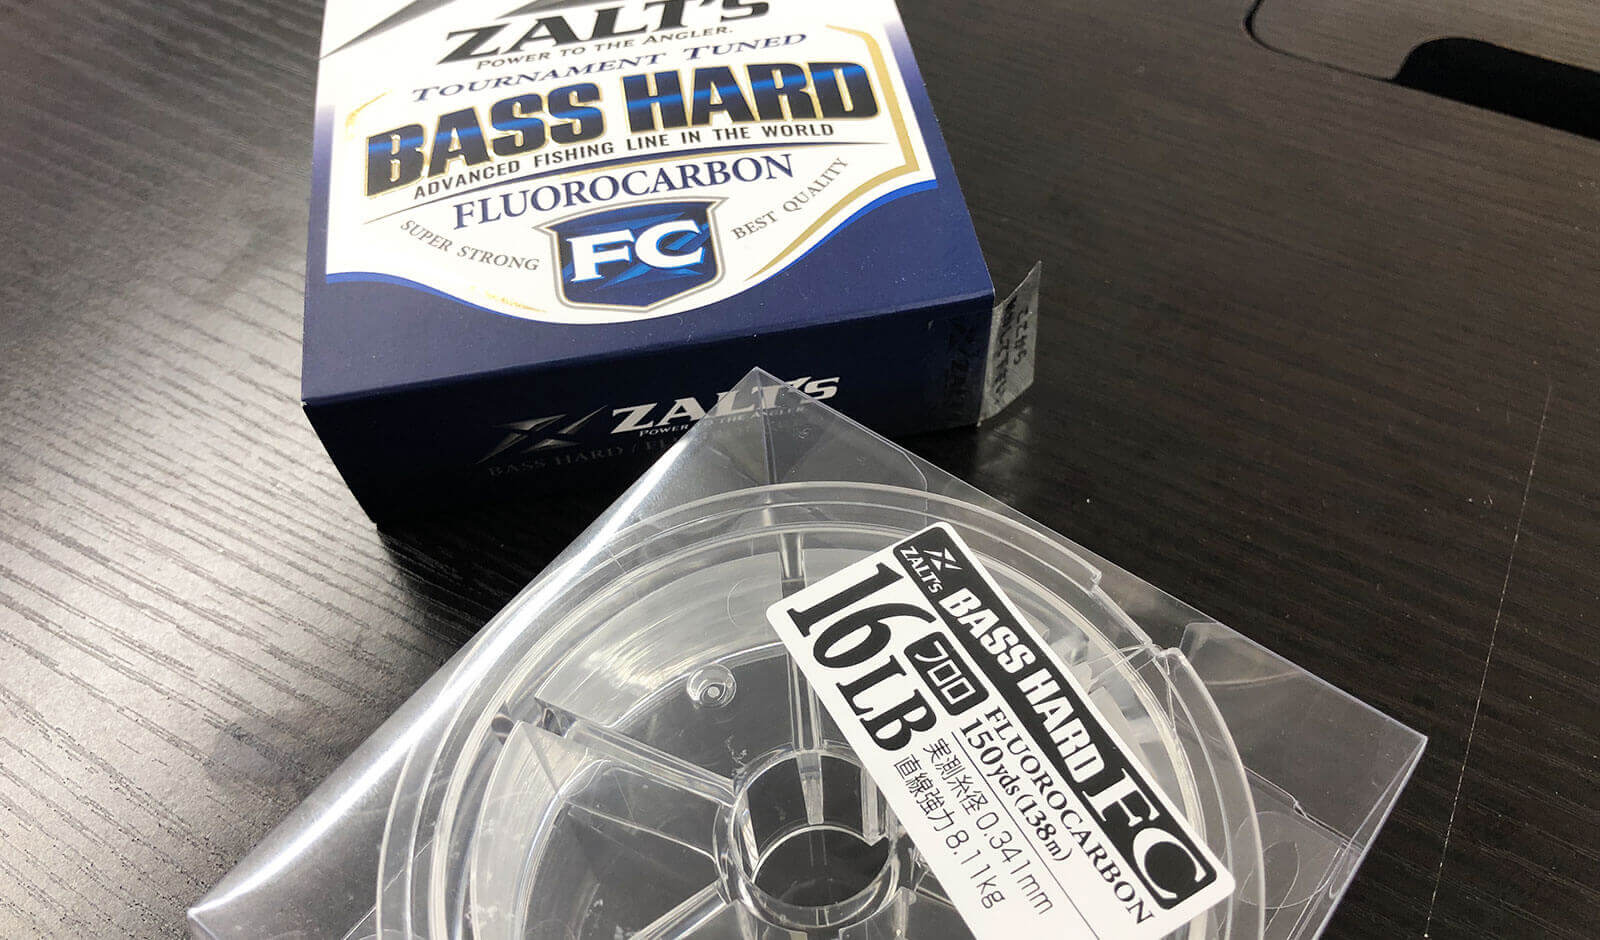 ZALT'S
POWER TO THE ANGLER.
TOURNAMENT TUNED
BASS HARD
ADVANCED FISHING LINE IN THE WORLD
FLUOROCARBON
SUPER STRONG
FC
BEST QUALITY
ZALT'S
POWER TO THE ANGLER
BASS HARD
ZALT'S
BASS HARD FC
16LB
フロロ
FLUOROCARBON
150yds(138m)
実測糸径 0.341mm
直線強力 8.11kg